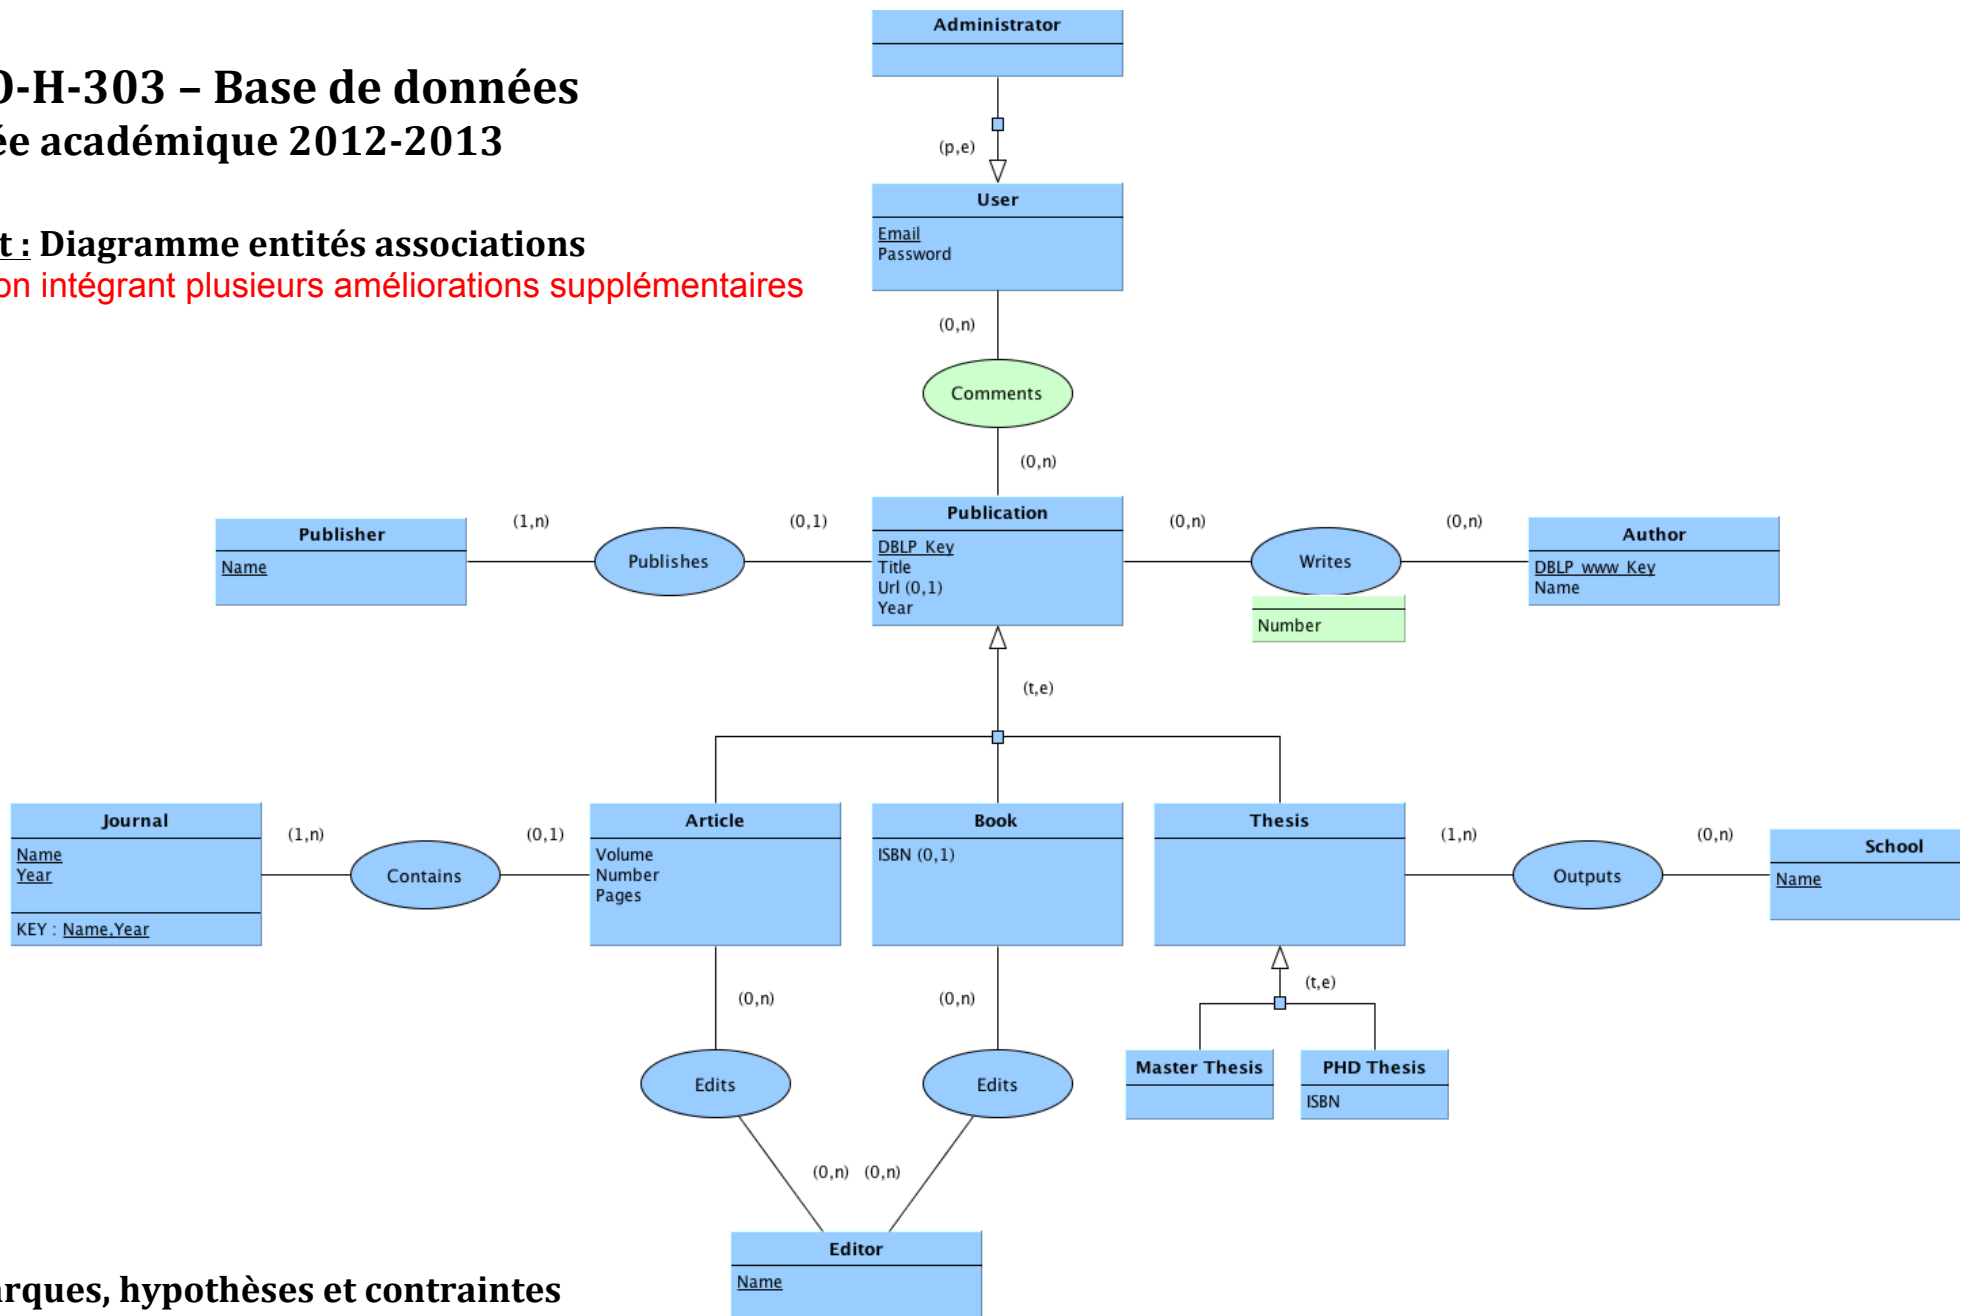 Administrator
O-H-303 – Base de données
ée académique 2012-2013
(p,e)
User
Email
Password
t : Diagramme entités associations
on intégrant plusieurs améliorations supplémentaires
(0,n)
Comments
(0,n)
Publisher
Name
(1,n)
Publishes
(0,1)
Publication
DBLP_Key
Title
Url (0,1)
Year
(0,n)
Writes
Number
(0,n)
Author
DBLP_www_Key
Name
(t,e)
Journal
Name
Year
KEY : Name,Year
(1,n)
Contains
(0,1)
Article
Volume
Number
Pages
Book
ISBN (0,1)
Thesis
(1,n)
Outputs
(0,n)
School
Name
(0,n)
(0,n)
(t,e)
Edits
Edits
Master Thesis
PHD Thesis
ISBN
(0,n)
(0,n)
Editor
Name
arques, hypothèses et contraintes